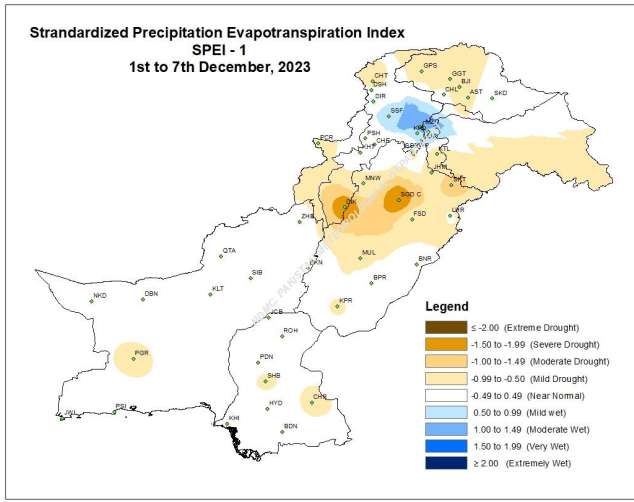 Strandardized Precipitation Evapotranspiration Index
SPEI - 1
1st to 7th December, 2023
GPS
CHT
GGT
DSH
BJI
CHL
AST
SKD
DIR
SSF
PSH
CHE
PCR
KTL
JHM
MNW
SKT
DIK
SGD C
FSD
LHR
ZHB
MUL
BNR
QTA
SIB
BPR
KLT
NKD
DBN
KPR
JCB
ROH
PGR
PDN
SHB
HYD
PSI
JWI
KHI
BDN
Legend
≤ -2.00 (Extreme Drought)
-1.50 to -1.99 (Severe Drought)
-1.00 to -1.49 (Moderate Drought)
-0.99 to -0.50 (Mild Drought)
-0.49 to 0.49 (Near Normal)
0.50 to 0.99 (Mild wet)
1.00 to 1.49 (Moderate Wet)
1.50 to 1.99 (Very Wet)
≥ 2.00 (Extremely Wet)